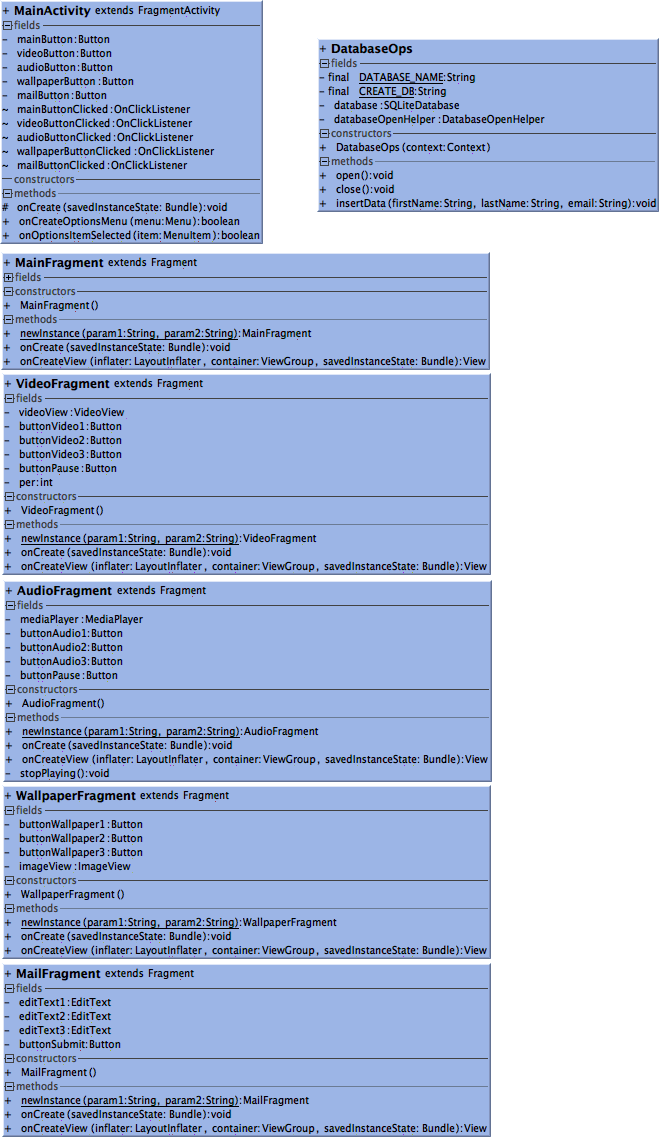 + MainActivity extends FragmentActivity
fields
- mainButton:Button
- videoButton:Button
- audioButton:Button
- wallpaperButton:Button
- mailButton:Button
~ mainButtonClicked:OnClickListener
~ videoButtonClicked:OnClickListener
~ audioButtonClicked:OnClickListener
~ wallpaperButtonClicked:OnClickListener
~ mailButtonClicked:OnClickListener
constructors
methods
# onCreate(savedInstanceState: Bundle):void
+ onCreateOptionsMenu(menu:Menu):boolean
+ onOptionsItemSelected(item:MenuItem):boolean
+ DatabaseOps
fields
- final DATABASE_NAME:String
- final CREATE_DB:String
- database:SQLiteDatabase
- databaseOpenHelper:DatabaseOpenHelper
constructors
+ DatabaseOps(context:Context)
methods
+ open():void
+ close():void
+ insertData(firstName:String, lastName:String, email:String):void
+ MainFragment extends Fragment
fields
constructors
+ MainFragment()
methods
+ newInstance(param1:String, param2:String):MainFragment
+ onCreate(savedInstanceState: Bundle):void
+ onCreateView(inflater: LayoutInflater, container:ViewGroup, savedInstanceState: Bundle):View
+ VideoFragment extends Fragment
fields
- videoView:VideoView
- buttonVideo1:Button
- buttonVideo2:Button
- buttonVideo3:Button
- buttonPause:Button
- per:int
constructors
+ VideoFragment()
methods
+ newInstance(param1:String, param2:String):VideoFragment
+ onCreate(savedInstanceState: Bundle):void
+ onCreateView(inflater: LayoutInflater, container:ViewGroup, savedInstanceState: Bundle):View
+ AudioFragment extends Fragment
fields
- mediaPlayer:MediaPlayer
- buttonAudio1:Button
- buttonAudio2:Button
- buttonAudio3:Button
- buttonPause:Button
constructors
+ AudioFragment()
methods
+ newInstance(param1:String, param2:String):AudioFragment
+ onCreate(savedInstanceState: Bundle):void
+ onCreateView(inflater: LayoutInflater, container:ViewGroup, savedInstanceState: Bundle):View
- stopPlaying():void
+ WallpaperFragment extends Fragment
fields
- buttonWallpaper1:Button
- buttonWallpaper2:Button
- buttonWallpaper3:Button
- imageView:ImageView
constructors
+ WallpaperFragment()
methods
+ newInstance(param1:String, param2:String):WallpaperFragment
+ onCreate(savedInstanceState: Bundle):void
+ onCreateView(inflater: LayoutInflater, container:ViewGroup, savedInstanceState: Bundle):View
+ MailFragment extends Fragment
fields
- editText1:EditText
- editText2:EditText
- editText3:EditText
- buttonSubmit:Button
constructors
+ MailFragment()
methods
+ newInstance(param1:String, param2:String):MailFragment
+ onCreate(savedInstanceState: Bundle):void
+ onCreateView(inflater: LayoutInflater, container:ViewGroup, savedInstanceState: Bundle):View